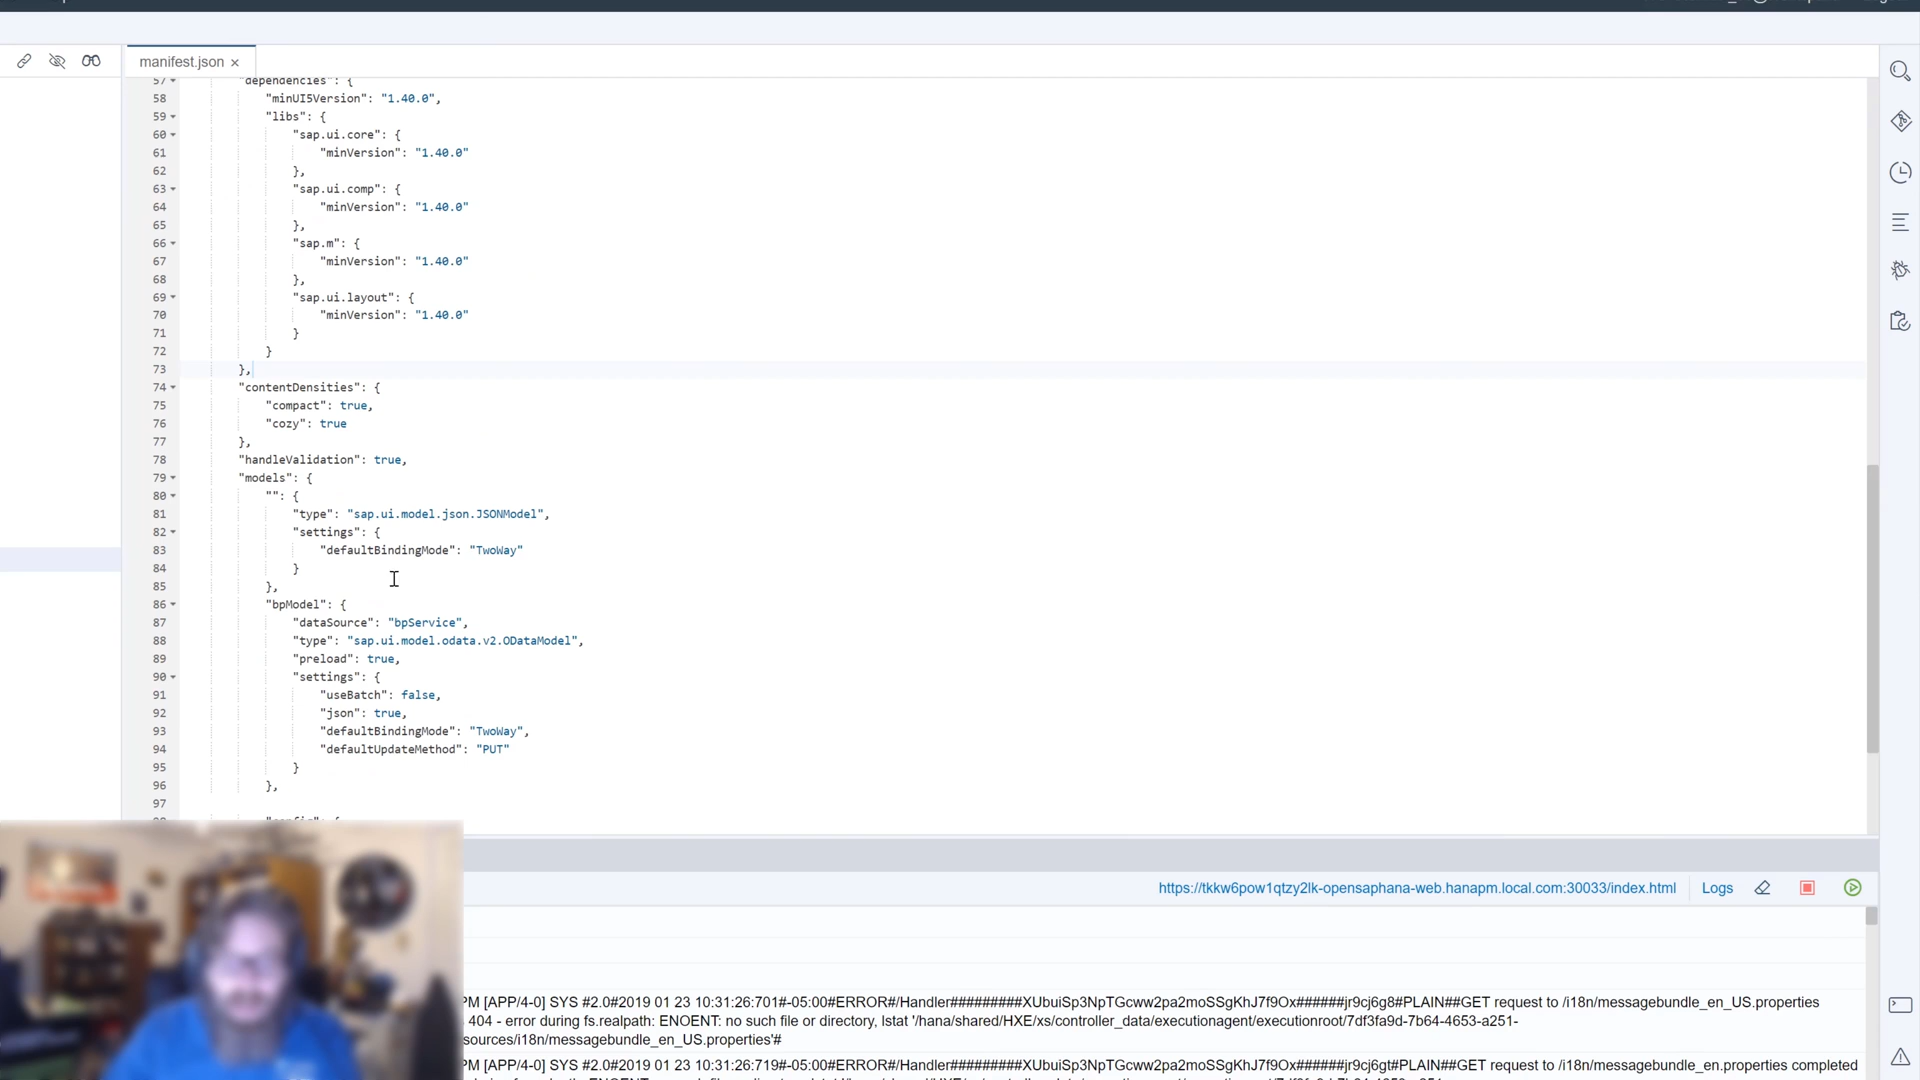 manifest.json ×
57 "dependencies": {
58 "minUI5Version": "1.40.0",
59 "libs": {
60 "sap.ui.core": {
61 "minVersion": "1.40.0"
62 },
63 "sap.ui.comp": {
64 "minVersion": "1.40.0"
65 },
66 "sap.m": {
67 "minVersion": "1.40.0"
68 },
69 "sap.ui.layout": {
70 "minVersion": "1.40.0"
71 }
72 }
73 },
74 "contentDensities": {
75 "compact": true,
76 "cozy": true
77 },
78 "handleValidation": true,
79 "models": {
80 "": {
81 "type": "sap.ui.model.json.JSONModel",
82 "settings": {
83 "defaultBindingMode": "TwoWay"
84 }
85 },
86 "bpModel": {
87 "dataSource": "bpService",
88 "type": "sap.ui.model.odata.v2.ODataModel",
89 "preload": true,
90 "settings": {
91 "useBatch": false,
92 "json": true,
93 "defaultBindingMode": "TwoWay",
94 "defaultUpdateMethod": "PUT"
95 }
96 },
97
https://tkkw6pow1qtzy2lk-opensaphana-web.hanapm.local.com:30033/index.html Logs
PM [APP/4-0] SYS #2.0#2019 01 23 10:31:26:701#-05:00#ERROR#/Handler#########XUbuiSp3NpTGcww2pa2moSSgKhJ7f9Ox######jr9cj6g8#PLAIN##GET request to /i18n/messagebundle_en_US.properties
404 - error during fs.realpath: ENOENT: no such file or directory, lstat '/hana/shared/HXE/xs/controller_data/executionagent/executionroot/7df3fa9d-7b64-4653-a251-
sources/i18n/messagebundle_en_US.properties'#
PM [APP/4-0] SYS #2.0#2019 01 23 10:31:26:719#-05:00#ERROR#/Handler#########XUbuiSp3NpTGcww2pa2moSSgKhJ7f9Ox######jr9cj6gt#PLAIN##GET request to /i18n/messagebundle_en.properties completed